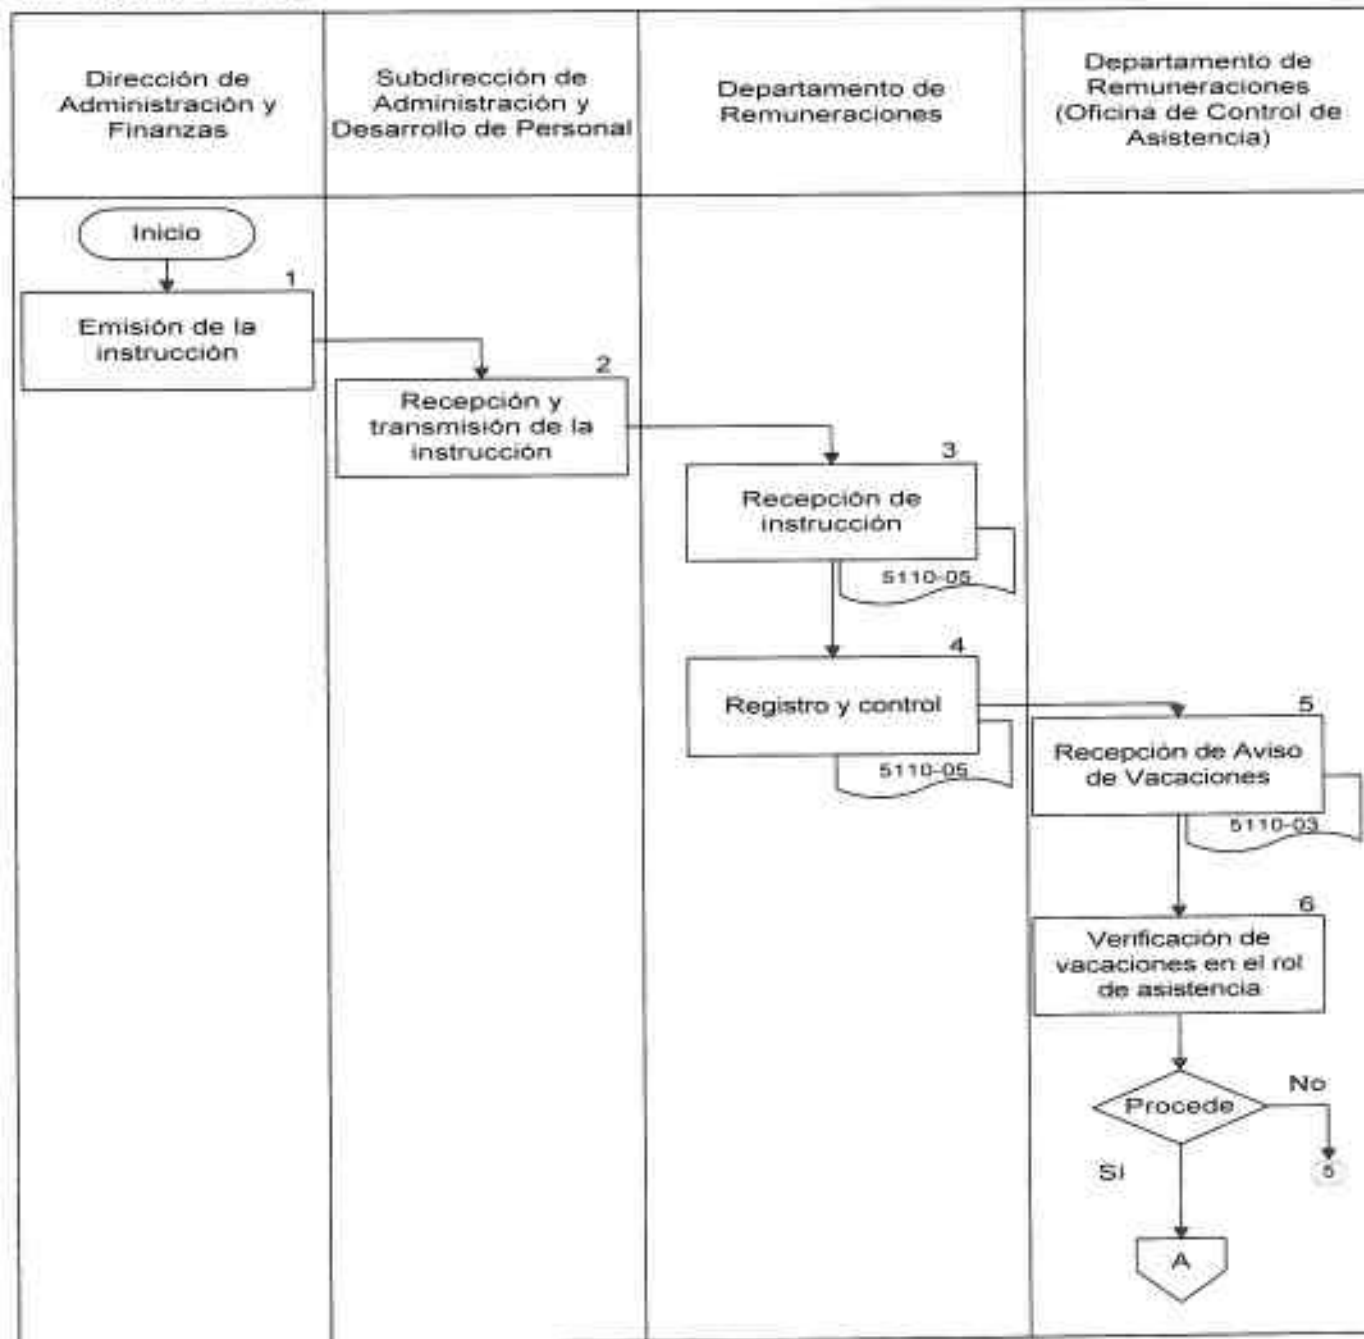 Dirección de
Administración y
Finanzas
Subdirección de
Administración y
Desarrollo de Personal
Departamento de
Remuneraciones
Departamento de
Remuneraciones
(Oficina de Control de
Asistencia)
Inicio
1
Emisión de la
instrucción
2
Recepción y
transmisión de la
instrucción
3
Recepción de
instrucción
5110-05
4
Registro y control
5110-05
5
Recepción de Aviso
de Vacaciones
5110-03
6
Verificación de
vacaciones en el rol
de asistencia
Procede
No
5
Sí
A